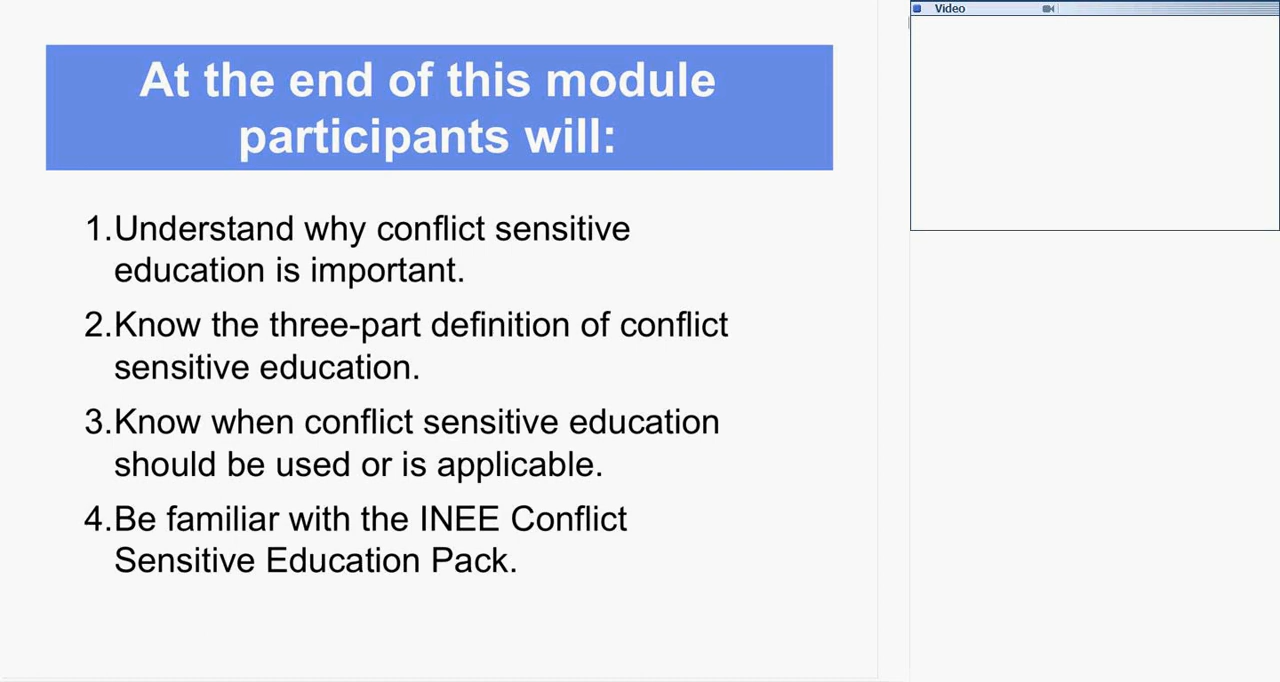 At the end of this module
participants will:
1.Understand why conflict sensitive
education is important.
2.Know the three-part definition of conflict
sensitive education.
3.Know when conflict sensitive education
should be used or is applicable.
4.Be familiar with the INEE Conflict
Sensitive Education Pack.
Video